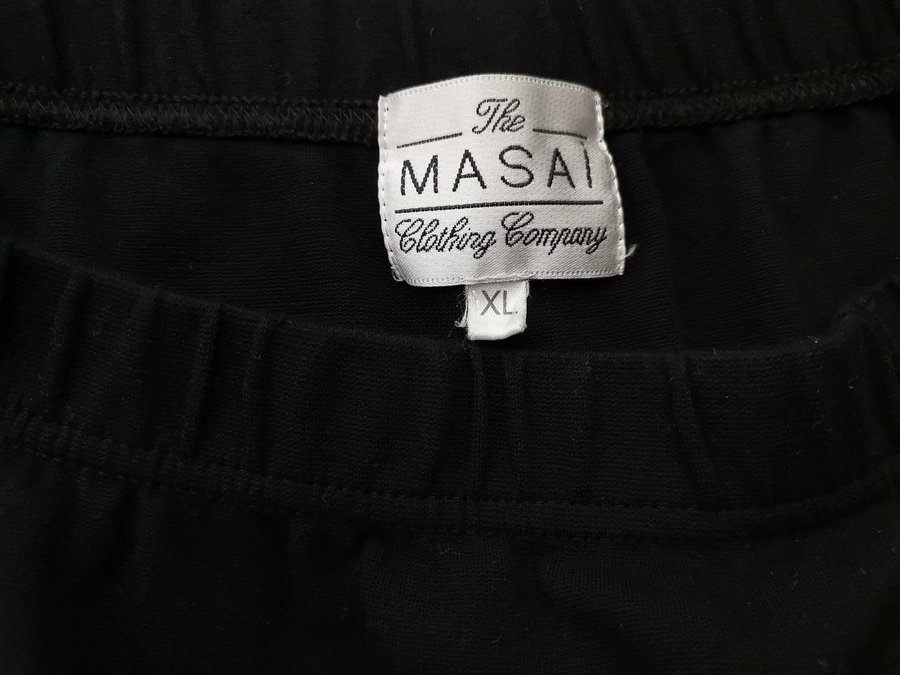 The
MASAI
Clothing Company
XL